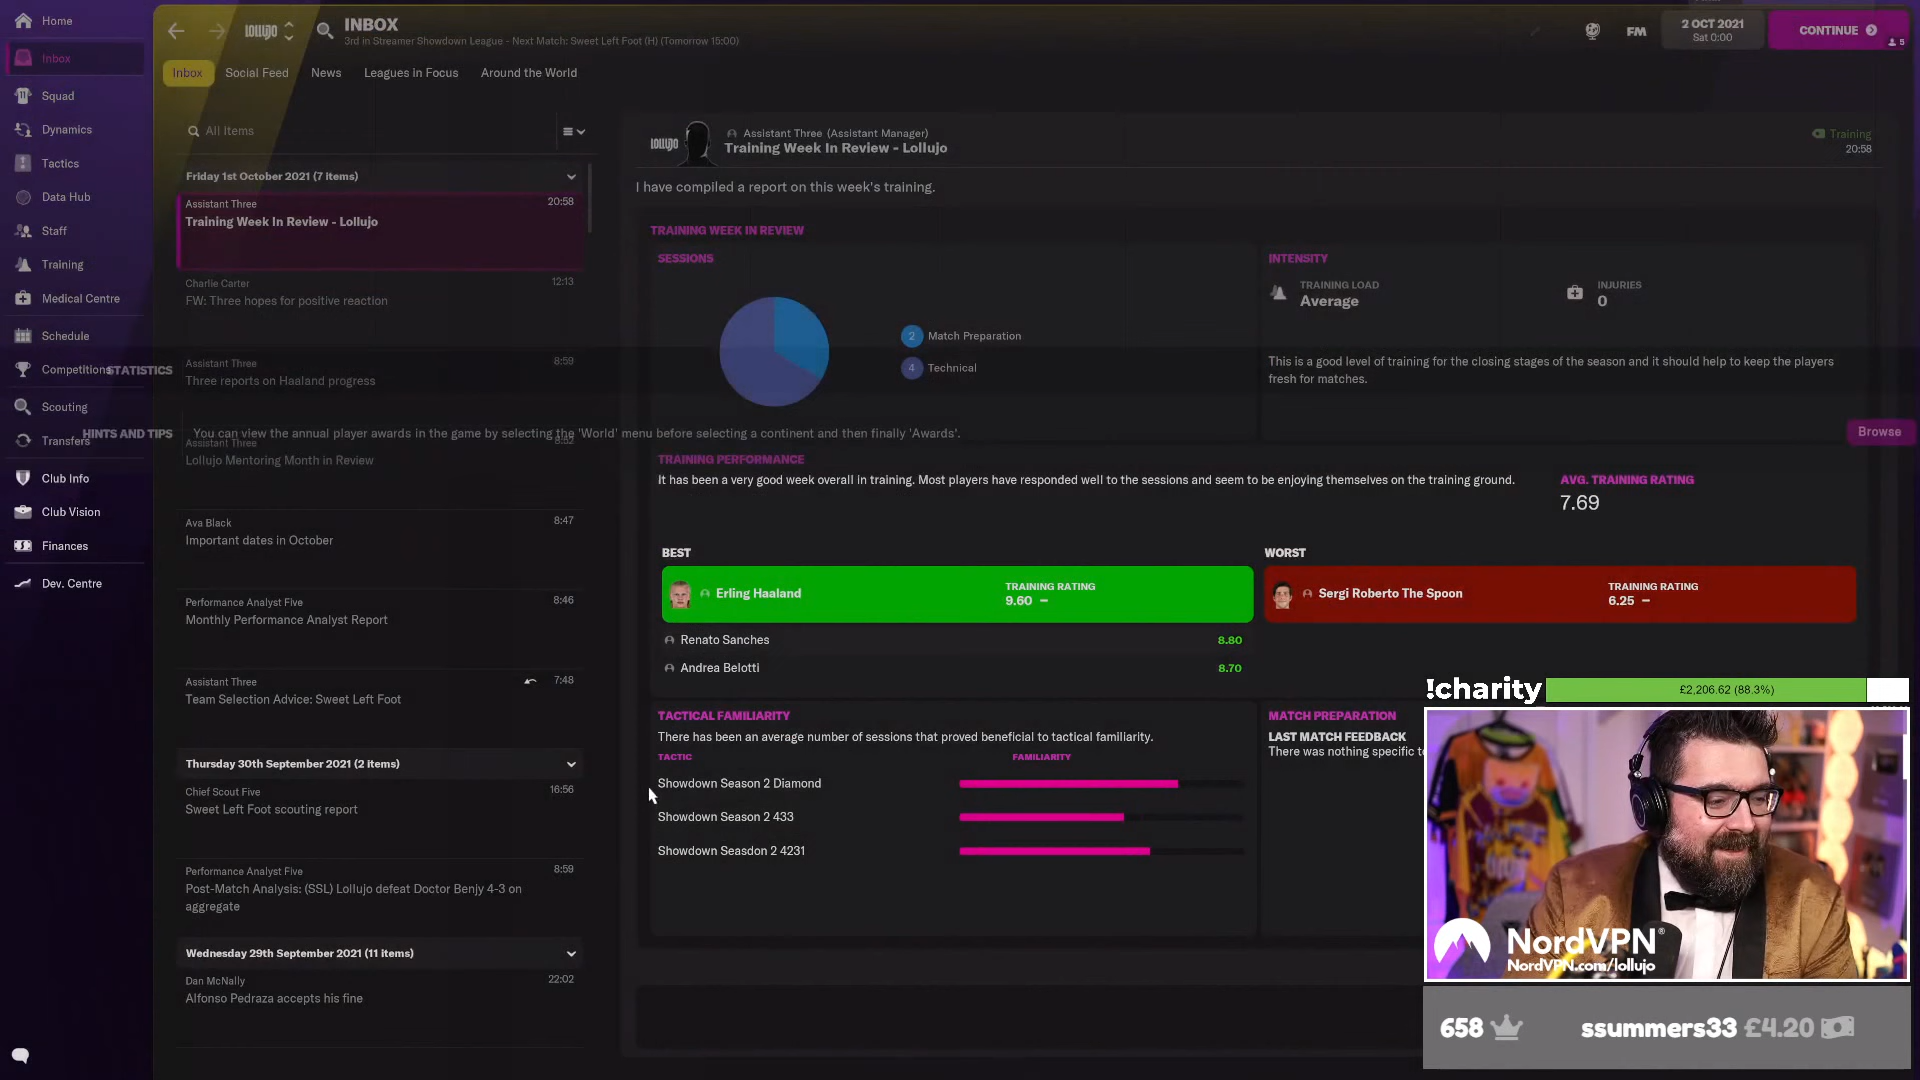 Home
Inbox
Squad
Dynamics
Tactics
Data Hub
Staff
Training
Medical Centre
Schedule
Competitions
Scouting
Transfers
Club Info
Club Vision
Finances
Dev. Centre
STATISTICS
HINTS AND TIPS
You can view the annual player awards in the game by selecting the 'World' menu before selecting a continent and then finally 'Awards'.
Browse
LOLLUJO
INBOX
3rd in Streamer Showdown League - Next Match: Sweet Left Foot (H) (Tomorrow 15:00)
FM
2 OCT 2021
Sat 0:00
CONTINUE
5
Inbox
Social Feed
News
Leagues in Focus
Around the World
All Items
Friday 1st October 2021 (7 items)
Assistant Three
20:58
Training Week In Review - Lollujo
Charlie Carter
12:13
FW: Three hopes for positive reaction
Assistant Three
8:59
Three reports on Haaland progress
Assistant Three
8:52
Lollujo Mentoring Month in Review
Ava Black
8:47
Important dates in October
Performance Analyst Five
8:46
Monthly Performance Analyst Report
Assistant Three
7:48
Team Selection Advice: Sweet Left Foot
Thursday 30th September 2021 (2 items)
Chief Scout Five
16:56
Sweet Left Foot scouting report
Performance Analyst Five
8:59
Post-Match Analysis: (SSL) Lollujo defeat Doctor Benjy 4-3 on
aggregate
Wednesday 29th September 2021 (11 items)
Dan McNally
22:02
Alfonso Pedraza accepts his fine
LOLLUJO
Assistant Three (Assistant Manager)
Training Week In Review - Lollujo
Training
20:58
I have compiled a report on this week's training.
TRAINING WEEK IN REVIEW
SESSIONS
2 Match Preparation
4 Technical
INTENSITY
TRAINING LOAD
Average
INJURIES
0
This is a good level of training for the closing stages of the season and it should help to keep the players
fresh for matches.
TRAINING PERFORMANCE
It has been a very good week overall in training. Most players have responded well to the sessions and seem to be enjoying themselves on the training ground.
AVG. TRAINING RATING
7.69
BEST
Erling Haaland
TRAINING RATING
9.60 –
Renato Sanches
8.80
Andrea Belotti
8.70
WORST
Sergi Roberto The Spoon
TRAINING RATING
6.25 –
TACTICAL FAMILIARITY
There has been an average number of sessions that proved beneficial to tactical familiarity.
TACTIC
FAMILIARITY
Showdown Season 2 Diamond
Showdown Season 2 433
Showdown Seasdon 2 4231
MATCH PREPARATION
LAST MATCH FEEDBACK
There was nothing specific
!charity
£2,206.62 (88.3%)
NordVPN®
NordVPN.com/lollujo
658
ssummers33 £4.20